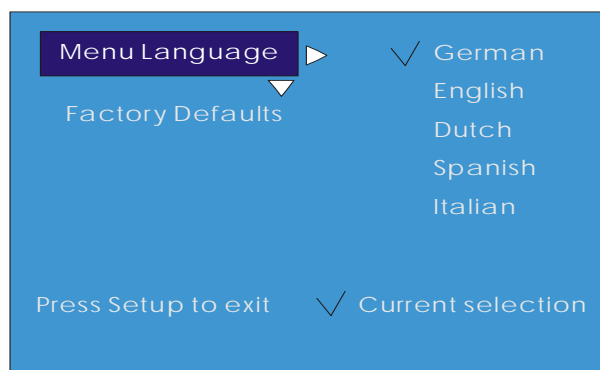 Menu Language
Factory Defaults
German
English
Dutch
Spanish
Italian
Press Setup to exit
Current selection